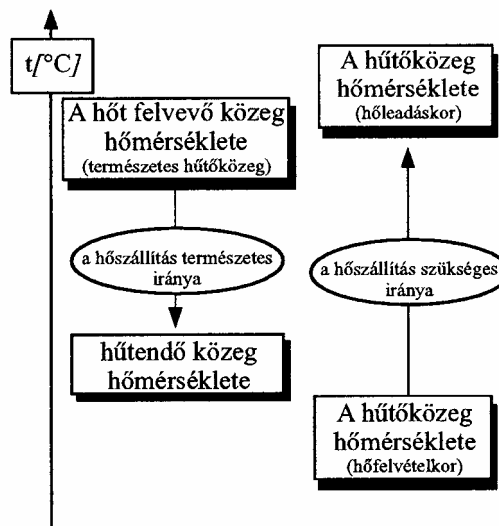 t[°C]
A hőt felvevő közeg
hőmérséklete
(természetes hűtőközeg)
a hőszállítás természetes
iránya
hűtendő közeg
hőmérséklete
A hűtőközeg
hőmérséklete
(hőleadáskor)
a hőszállítás szükséges
iránya
A hűtőközeg
hőmérséklete
(hőfelvételkor)